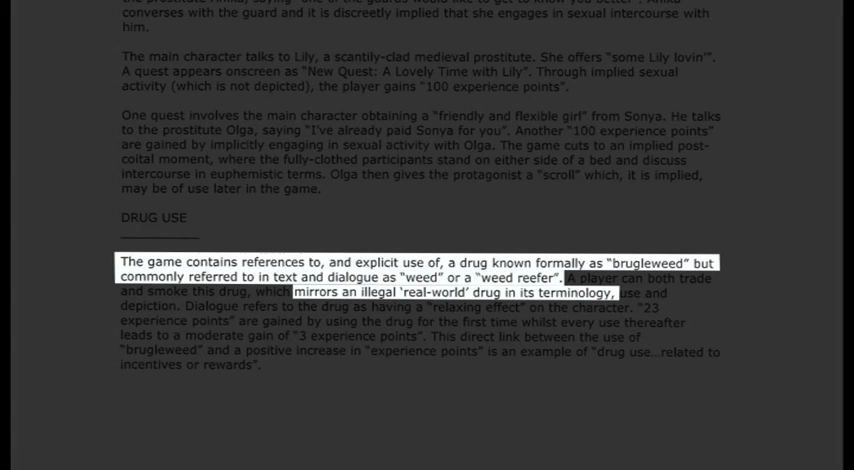 the prostitute Anika, saying "one of the guards would like to get to know you better". Anika
converses with the guard and it is discreetly implied that she engages in sexual intercourse with
him.
The main character talks to Lily, a scantily-clad medieval prostitute. She offers "some Lily lovin'".
A quest appears onscreen as "New Quest: A Lovely Time with Lily". Through implied sexual
activity (which is not depicted), the player gains "100 experience points".
One quest involves the main character obtaining a "friendly and flexible girl" from Sonya. He talks
to the prostitute Olga, saying "I've already paid Sonya for you". Another "100 experience points"
are gained by implicitly engaging in sexual activity with Olga. The game cuts to an implied post-
coital moment, where the fully-clothed participants stand on either side of a bed and discuss
intercourse in euphemistic terms. Olga then gives the protagonist a "scroll" which, it is implied,
may be of use later in the game.
DRUG USE
The game contains references to, and explicit use of, a drug known formally as "brugleweed" but
commonly referred to in text and dialogue as "weed" or a "weed reefer". A player can both trade
and smoke this drug, which mirrors an illegal 'real-world' drug in its terminology, use and
depiction. Dialogue refers to the drug as having a "relaxing effect" on the character. "23
experience points" are gained by using the drug for the first time whilst every use thereafter
leads to a moderate gain of "3 experience points". This direct link between the use of
"brugleweed" and a positive increase in "experience points" is an example of "drug use...related to
incentives or rewards".